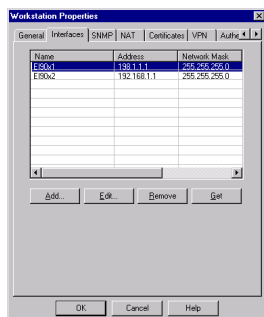 Workstation Properties
General Interfaces SNMP NAT Certificates VPN Authe
Name Address Network Mask
El90x1 198.1.1.1 255.255.255.0
El90x2 192.168.1.1 255.255.255.0
Add... Edit... Remove Get
OK Cancel Help